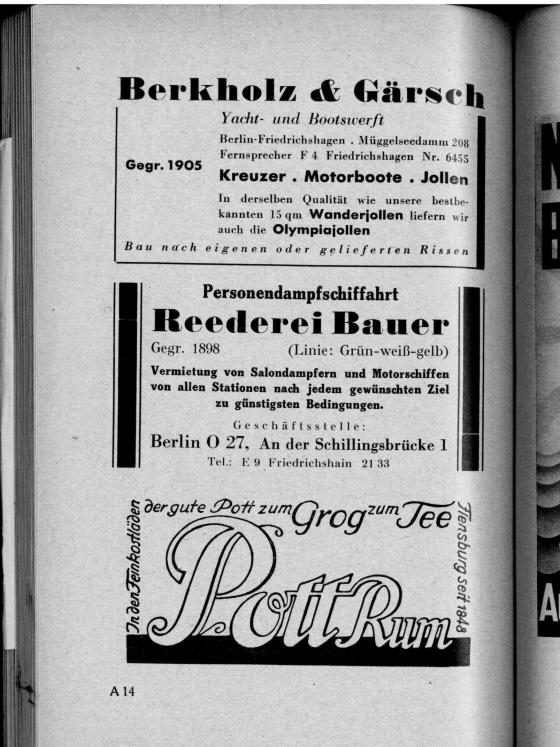 Berkholz & Gärsch
Yacht- und Bootswerft
Berlin-Friedrichshagen . Müggelseedamm 208
Fernsprecher F 4 Friedrichshagen Nr. 6455
Gegr. 1905
Kreuzer . Motorboote . Jollen
In derselben Qualität wie unsere bestbe-
kannten 15 qm Wanderjollen liefern wir
auch die Olympiajollen
Bau nach eigenen oder gelieferten Rissen
Personendampfschiffahrt
Reederei Bauer
Gegr. 1898 (Linie: Grün-weiß-gelb)
Vermietung von Salondampfern und Motorschiffen
von allen Stationen nach jedem gewünschten Ziel
zu günstigsten Bedingungen.
Geschäftsstelle:
Berlin O 27, An der Schillingsbrücke 1
Tel.: E 9 Friedrichshain 21 33
In den Feinkostläden
der gute Pott zum Grog zum Tee
Flensburg seit 1848
Pott Rum
A 14